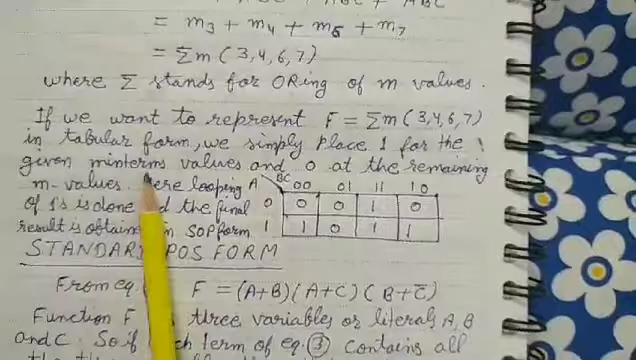 = m3 + m4 + m6 + m7
= Σm (3,4,6,7)
where Σ stands for ORing of m values.
If we want to represent F = Σm (3,4,6,7)
in tabular form, we simply place 1 for the
given minterms values and 0 at the remaining
m-values. Here looping
of 1's is done and the final
result is obtained in SOP form
A BC 00 01 11 10
0 0 0 1 0
1 1 0 1 1
STANDARD POS FORM
From eq. F = (A+B)(A+C)(B+C̅)
Function F three variables or literals A, B
and C. So if each term of eq. (3) contains all